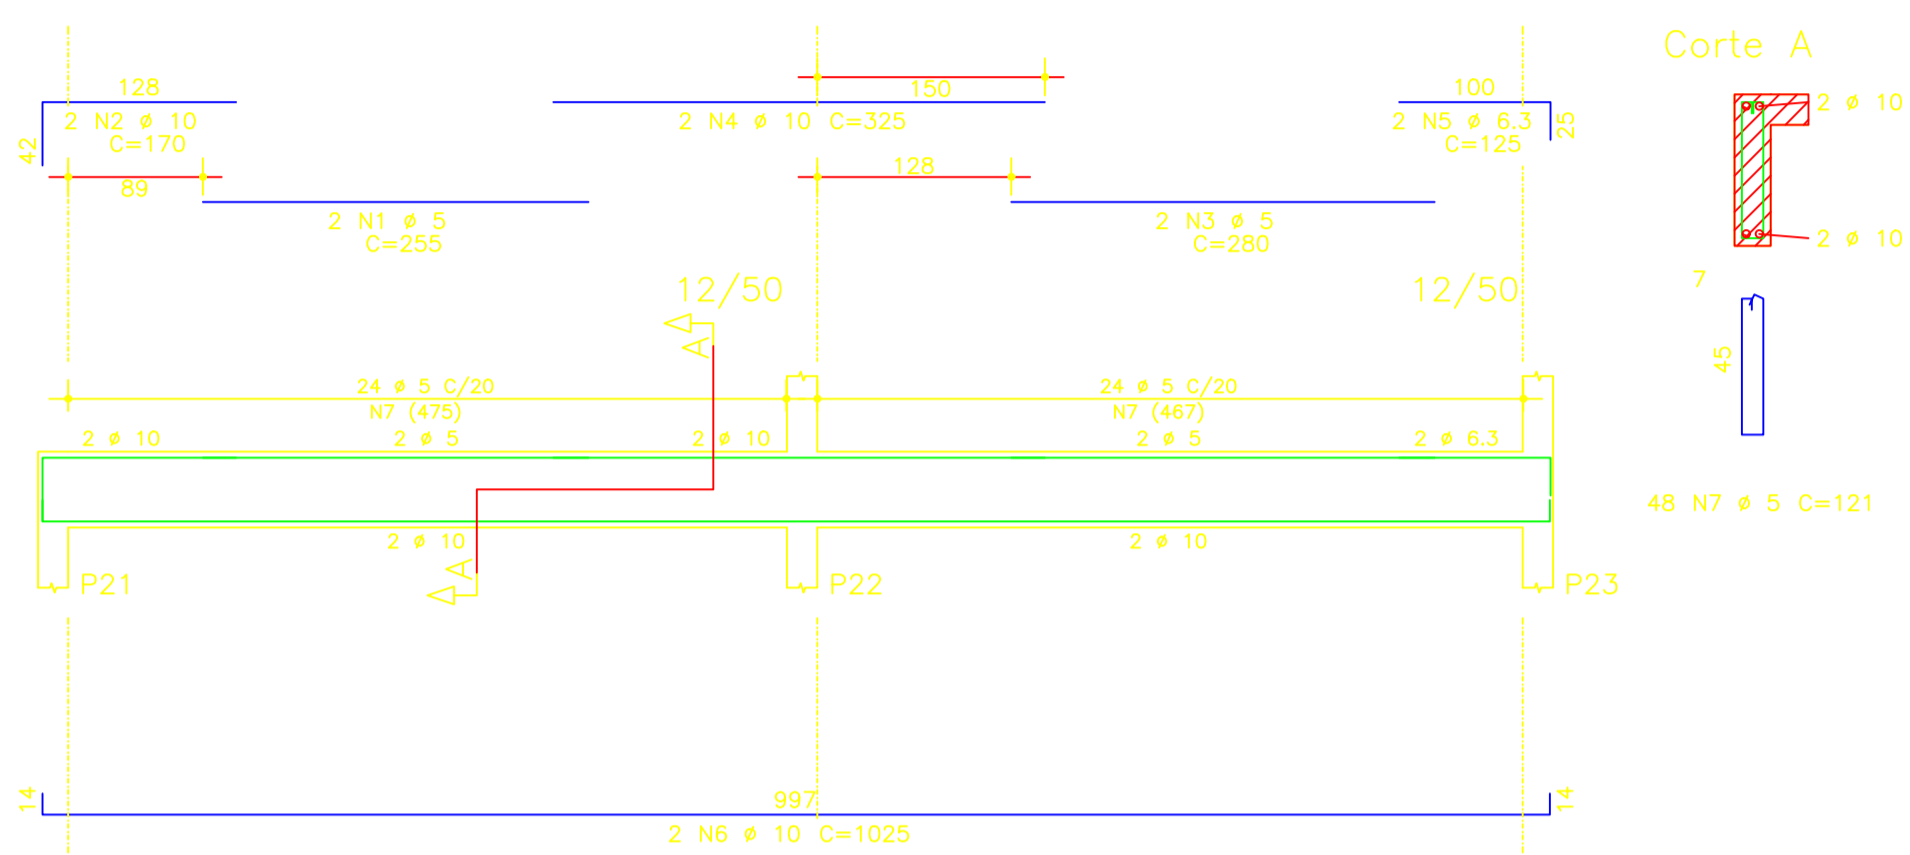 Corte A
128
150
100
2 N2 ø 10
C=170
42
2 N4 ø 10 C=325
2 N5 ø 6.3
C=125
25
2 ø 10
89
128
2 N1 ø 5
C=255
2 N3 ø 5
C=280
2 ø 10
12/50
12/50
7
A
45
24 ø 5 C/20
N7 (475)
24 ø 5 C/20
N7 (467)
2 ø 10
2 ø 5
2 ø 10
2 ø 5
2 ø 6.3
48 N7 ø 5 C=121
2 ø 10
2 ø 10
A
P21
P22
P23
14
997
14
2 N6 ø 10 C=1025